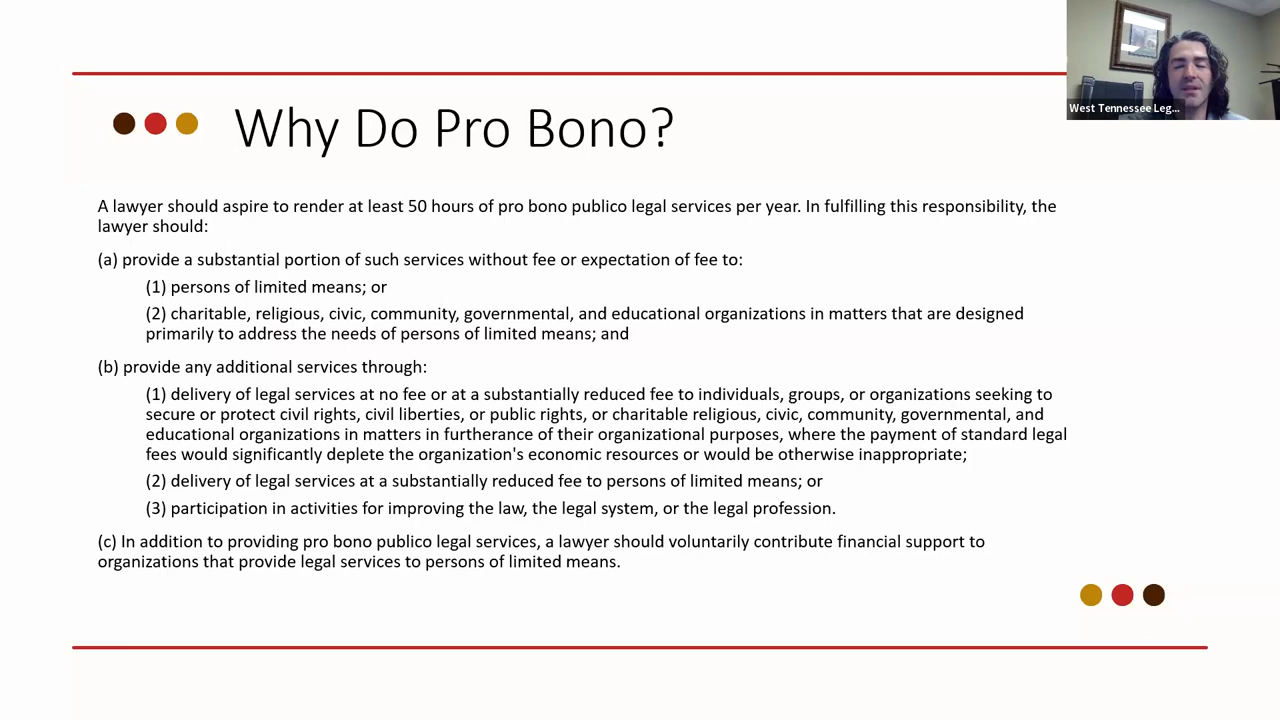 West Tennessee Leg...
Why Do Pro Bono?
A lawyer should aspire to render at least 50 hours of pro bono publico legal services per year. In fulfilling this responsibility, the
lawyer should:
(a) provide a substantial portion of such services without fee or expectation of fee to:
(1) persons of limited means; or
(2) charitable, religious, civic, community, governmental, and educational organizations in matters that are designed
primarily to address the needs of persons of limited means; and
(b) provide any additional services through:
(1) delivery of legal services at no fee or at a substantially reduced fee to individuals, groups, or organizations seeking to
secure or protect civil rights, civil liberties, or public rights, or charitable religious, civic, community, governmental, and
educational organizations in matters in furtherance of their organizational purposes, where the payment of standard legal
fees would significantly deplete the organization's economic resources or would be otherwise inappropriate;
(2) delivery of legal services at a substantially reduced fee to persons of limited means; or
(3) participation in activities for improving the law, the legal system, or the legal profession.
(c) In addition to providing pro bono publico legal services, a lawyer should voluntarily contribute financial support to
organizations that provide legal services to persons of limited means.